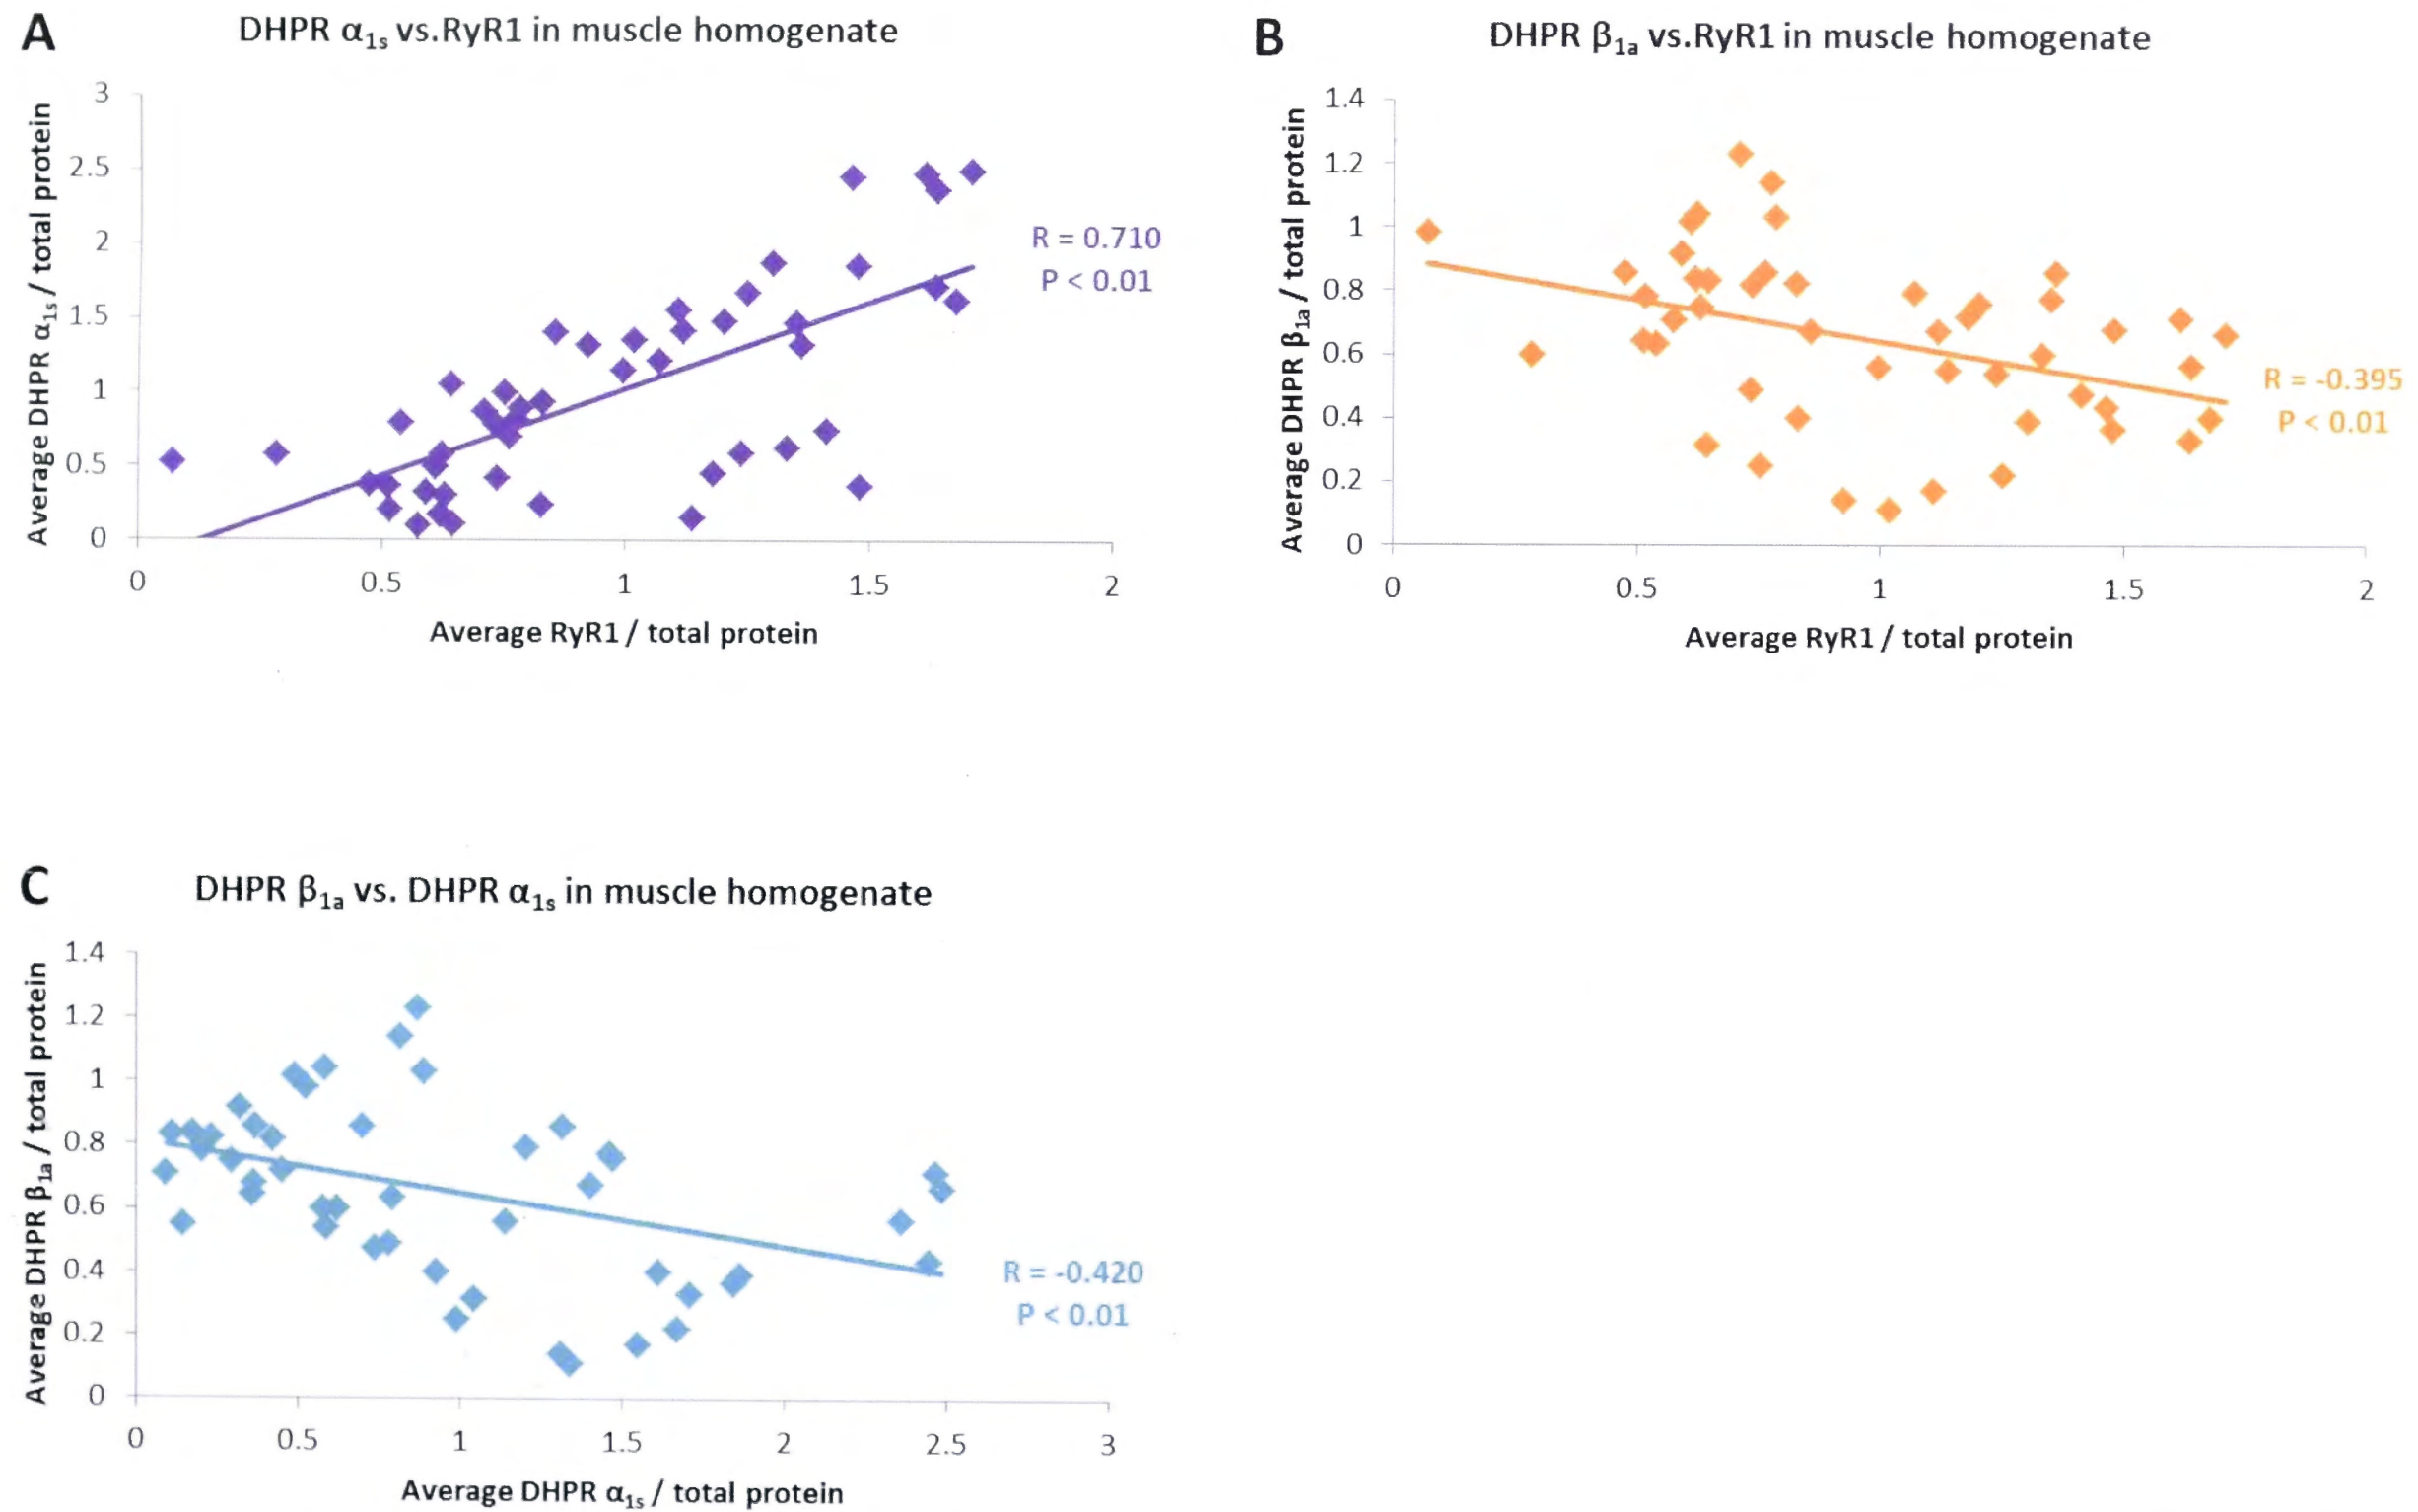 A
DHPR α1s vs.RyR1 in muscle homogenate
Average DHPR α1s / total protein
3
2.5
2
1.5
1
0.5
0
0
0.5
1
1.5
2
Average RyR1 / total protein
R = 0.710
P < 0.01
B
DHPR β1a vs.RyR1 in muscle homogenate
Average DHPR β1a / total protein
1.4
1.2
1
0.8
0.6
0.4
0.2
0
0
0.5
1
1.5
2
Average RyR1 / total protein
R = -0.395
P < 0.01
C
DHPR β1a vs. DHPR α1s in muscle homogenate
Average DHPR β1a / total protein
1.4
1.2
1
0.8
0.6
0.4
0.2
0
0
0.5
1
1.5
2
2.5
3
Average DHPR α1s / total protein
R = -0.420
P < 0.01